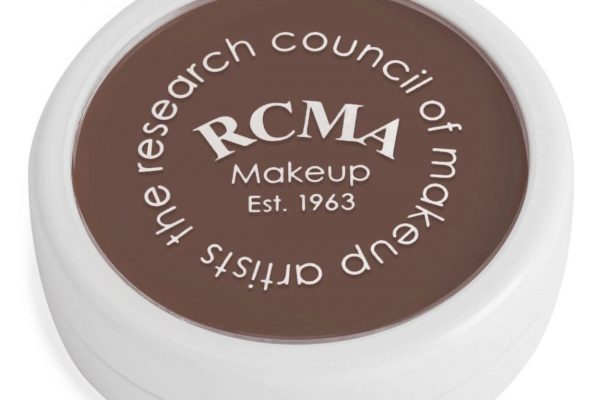 the research council of makeup artists
RCMA
Makeup
Est. 1963